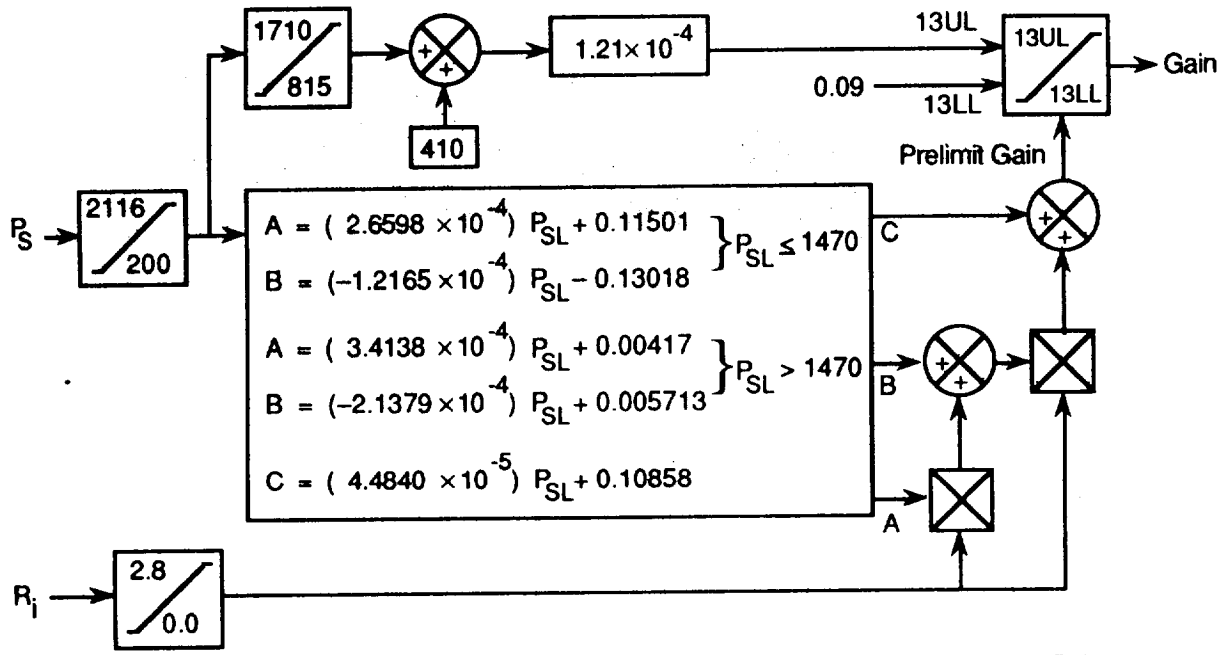 1710
815
+
+
410
1.21 × 10^-4
13UL
0.09
13LL
13UL
13LL
Gain
Prelimit Gain
P_S
2116
200
A = ( 2.6598 × 10^-4) P_SL + 0.11501
B = (−1.2165 × 10^-4) P_SL − 0.13018
} P_SL ≤ 1470
A = ( 3.4138 × 10^-4) P_SL + 0.00417
B = (−2.1379 × 10^-4) P_SL + 0.005713
} P_SL > 1470
C = ( 4.4840 × 10^-5) P_SL + 0.10858
C
+
+
B
+
+
A
R_i
2.8
0.0